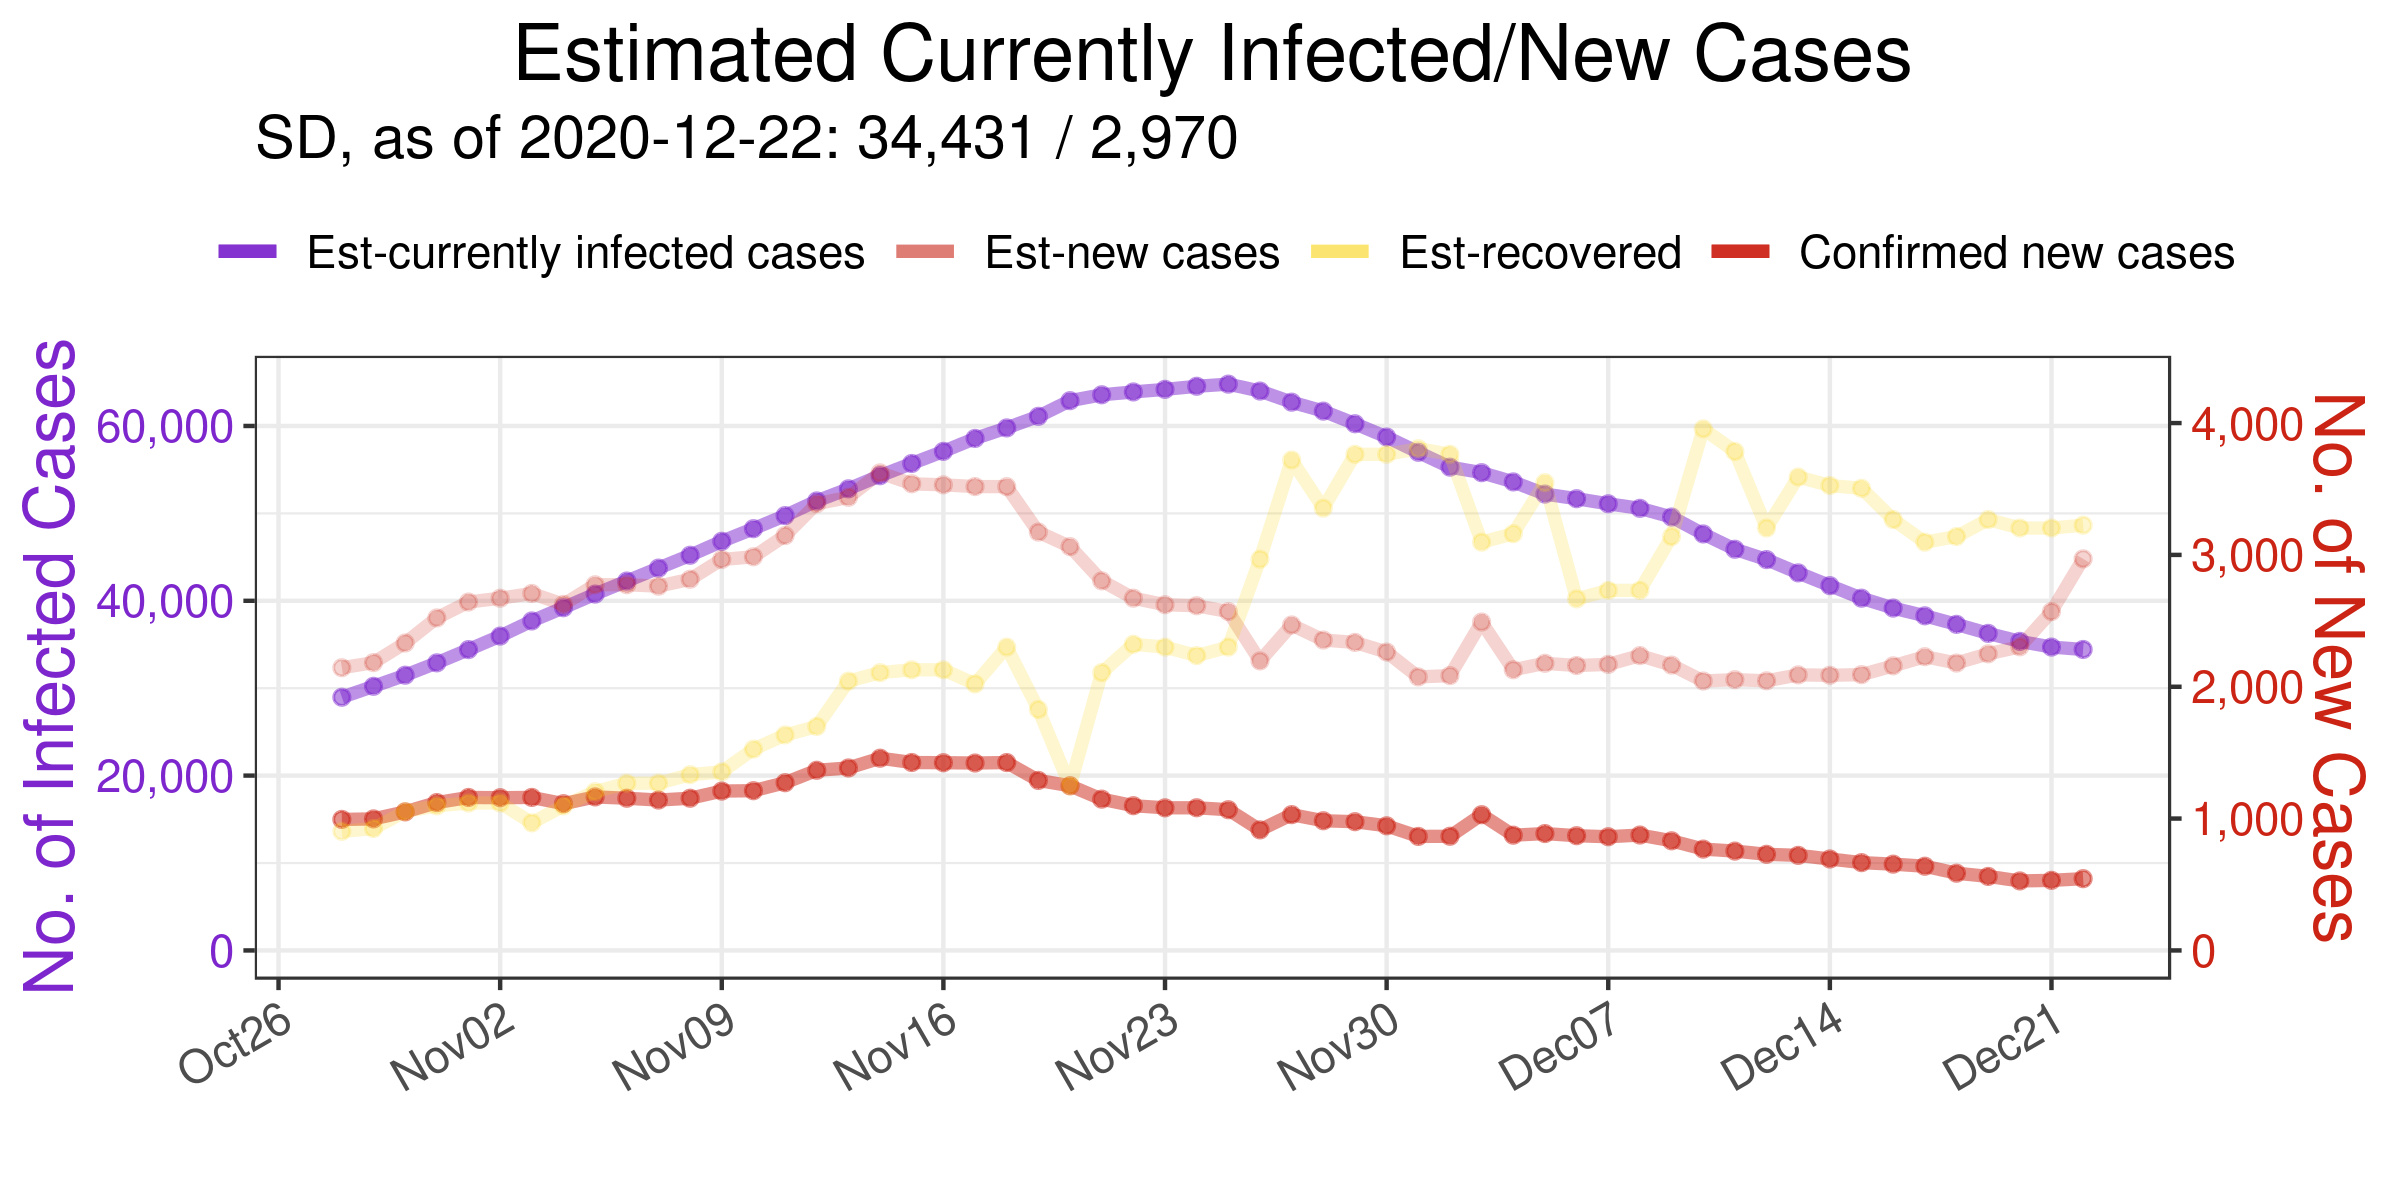 Estimated Currently Infected/New Cases
SD, as of 2020-12-22: 34,431 / 2,970
Est-currently infected cases
Est-new cases
Est-recovered
Confirmed new cases
No. of Infected Cases
60,000
40,000
20,000
0
4,000
3,000
2,000
1,000
0
No. of New Cases
Oct26
Nov02
Nov09
Nov16
Nov23
Nov30
Dec07
Dec14
Dec21